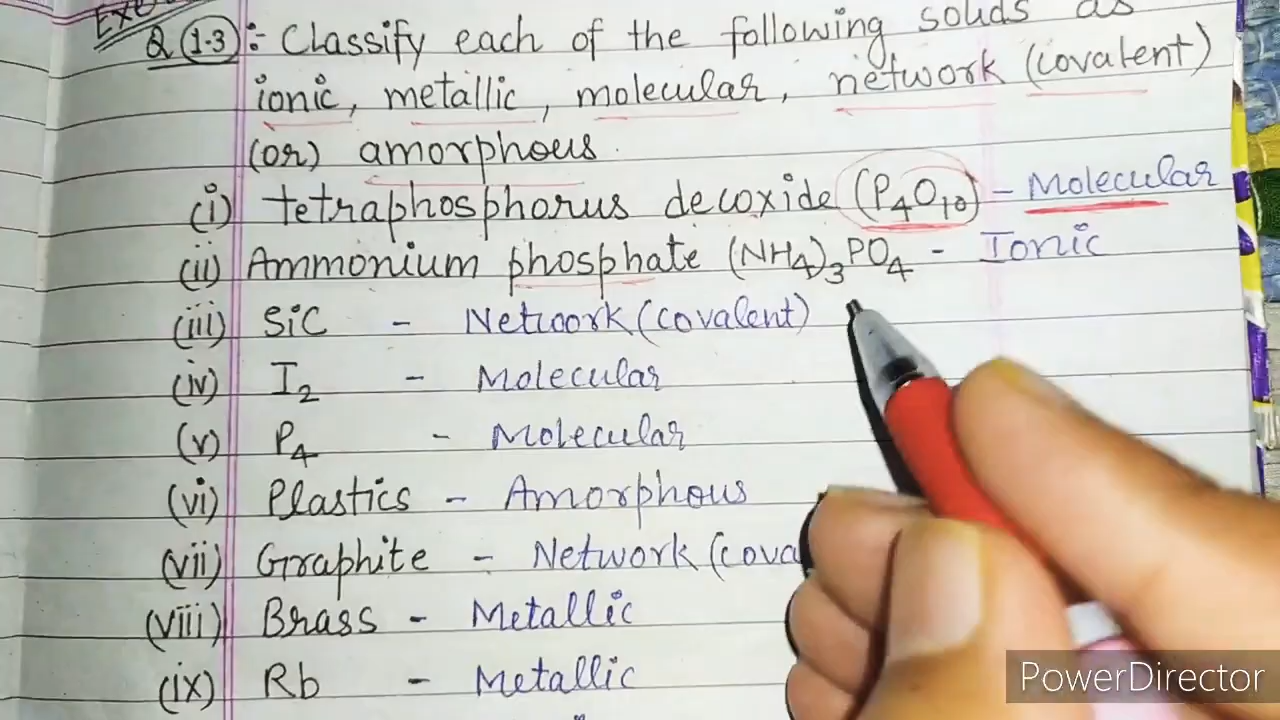 Q (1.3) :- Classify each of the following solids as
ionic, metallic, molecular, network (covalent)
(or) amorphous.
(i) tetraphosphorus decoxide (P4O10) - Molecular
(ii) Ammonium phosphate (NH4)3PO4 - Ionic
(iii) SiC - Network (covalent)
(iv) I2 - Molecular
(v) P4 - Molecular
(vi) Plastics - Amorphous
(vii) Graphite - Network (cova
(viii) Brass - Metallic
(ix) Rb - Metallic
PowerDirector